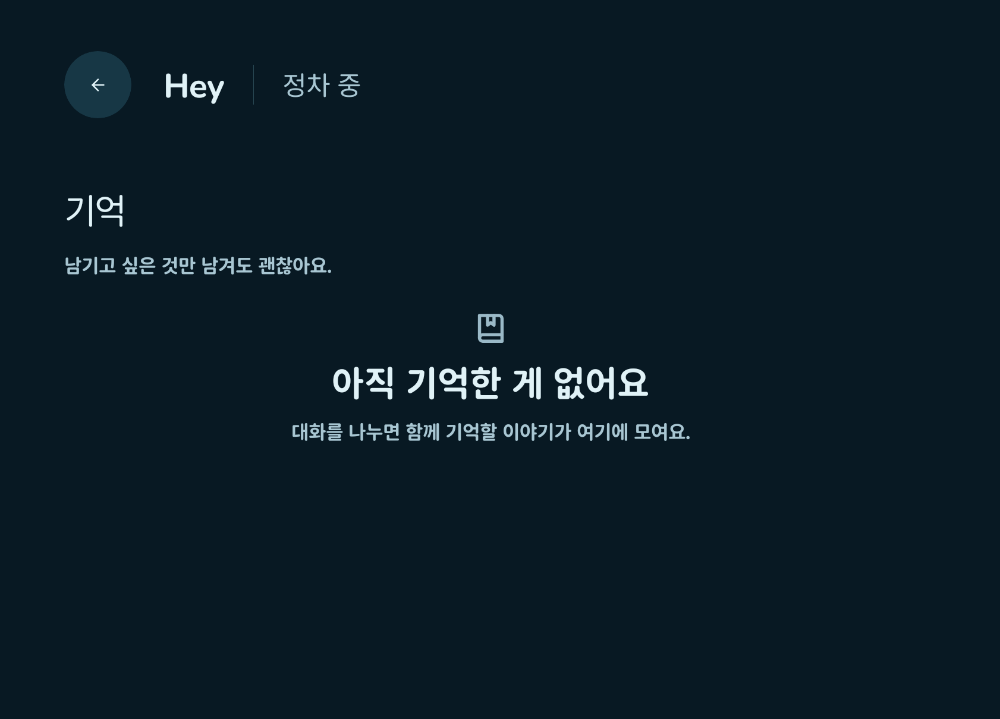 Hey
정차 중
기억
남기고 싶은 것만 남겨도 괜찮아요.
아직 기억한 게 없어요
대화를 나누면 함께 기억할 이야기가 여기에 모여요.